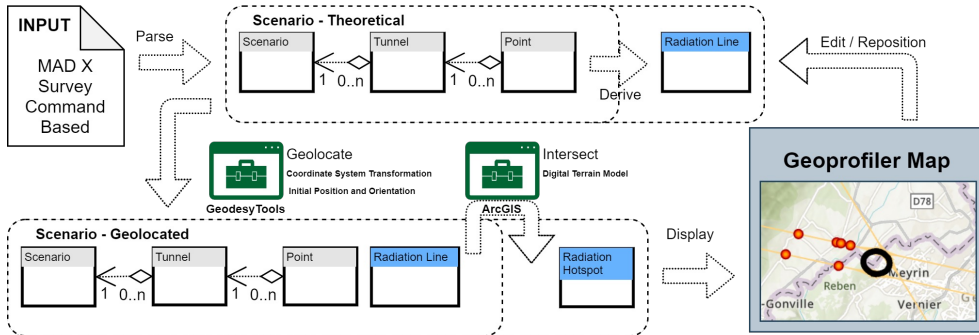 INPUT
MAD X
Survey
Command
Based
Parse
Scenario - Theoretical
Scenario
Tunnel
Point
1
0..n
1
0..n
Derive
Radiation Line
Edit / Reposition
GeodesyTools
Geolocate
Coordinate System Transformation
Initial Position and Orientation
ArcGIS
Intersect
Digital Terrain Model
Scenario - Geolocated
Scenario
Tunnel
Point
Radiation Line
1
0..n
1
0..n
Radiation
Hotspot
Display
Geoprofiler Map
D78
Meyrin
Reben
-Gonville
Vernier
Ge